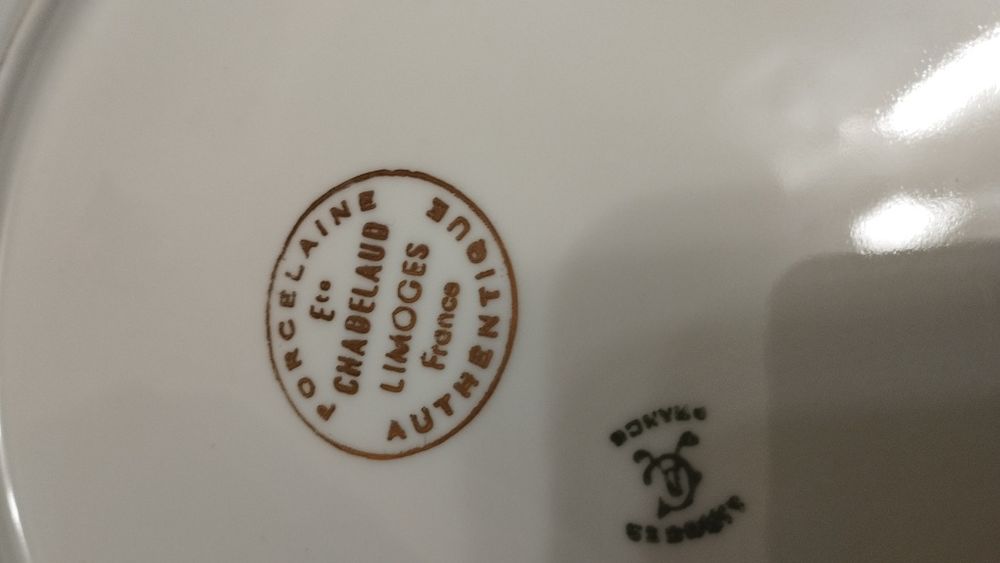 PORCELAINE
Ets
CHABELAUD
LIMOGES
France
AUTHENTIQUE